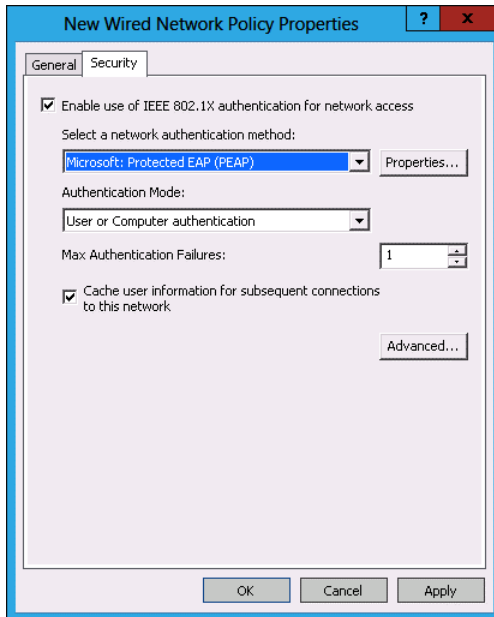 New Wired Network Policy Properties
?
x
General
Security
Enable use of IEEE 802.1X authentication for network access
Select a network authentication method:
Microsoft: Protected EAP (PEAP)
Properties...
Authentication Mode:
User or Computer authentication
Max Authentication Failures:
1
Cache user information for subsequent connections
to this network
Advanced...
OK
Cancel
Apply